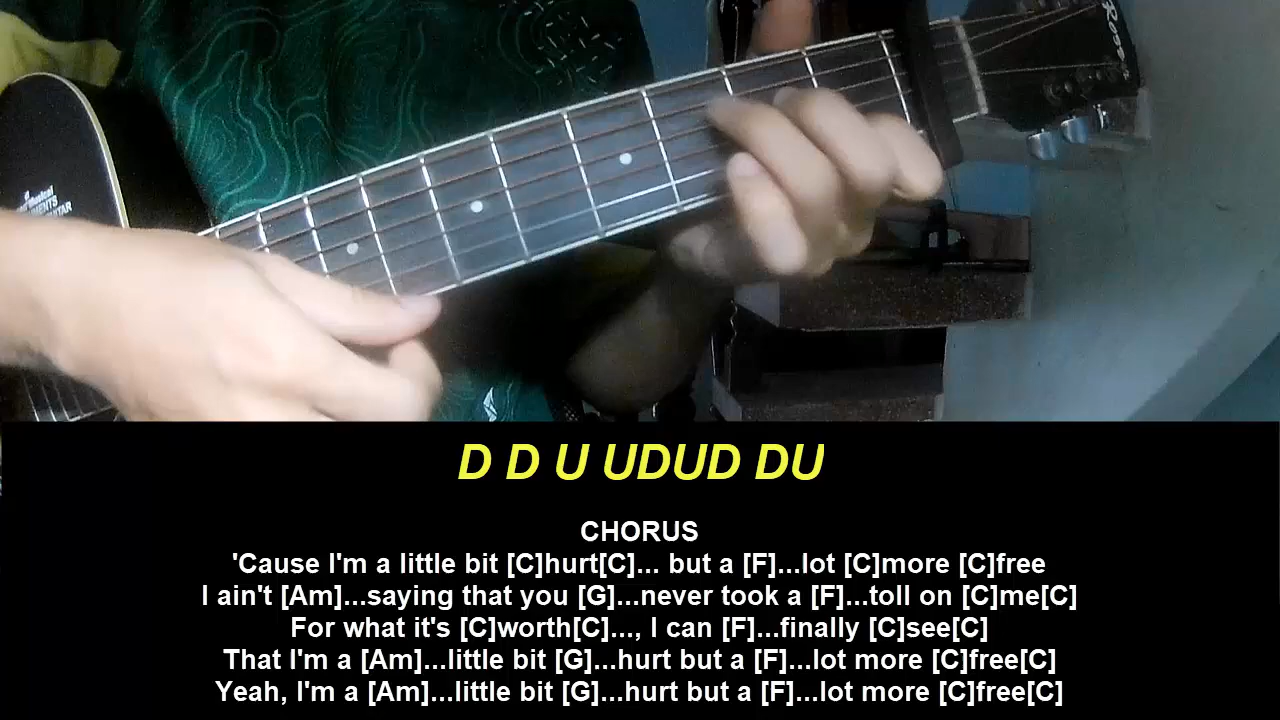 Musical
D D U UDUD DU
CHORUS
'Cause I'm a little bit [C]hurt[C]... but a [F]...lot [C]more [C]free
I ain't [Am]...saying that you [G]...never took a [F]...toll on [C]me[C]
For what it's [C]worth[C]..., I can [F]...finally [C]see[C]
That I'm a [Am]...little bit [G]...hurt but a [F]...lot more [C]free[C]
Yeah, I'm a [Am]...little bit [G]...hurt but a [F]...lot more [C]free[C]